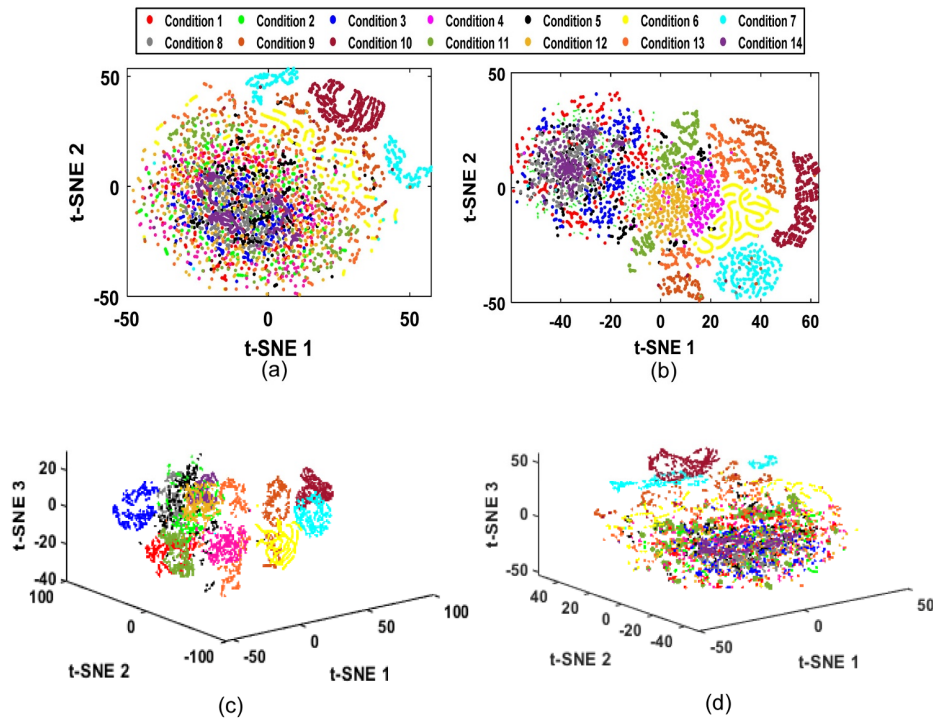 Condition 1 Condition 2 Condition 3 Condition 4 Condition 5 Condition 6 Condition 7
Condition 8 Condition 9 Condition 10 Condition 11 Condition 12 Condition 13 Condition 14
50
0
-50
t-SNE 2
-50 0 50
t-SNE 1
(a)
50
0
-50
t-SNE 2
-40 -20 0 20 40 60
t-SNE 1
(b)
20
0
-20
-40
t-SNE 3
100
0
-100
t-SNE 2
-50 0 50 100
t-SNE 1
(c)
50
0
-50
t-SNE 3
40 20 0 -20 -40
t-SNE 2
-50 0 50
t-SNE 1
(d)